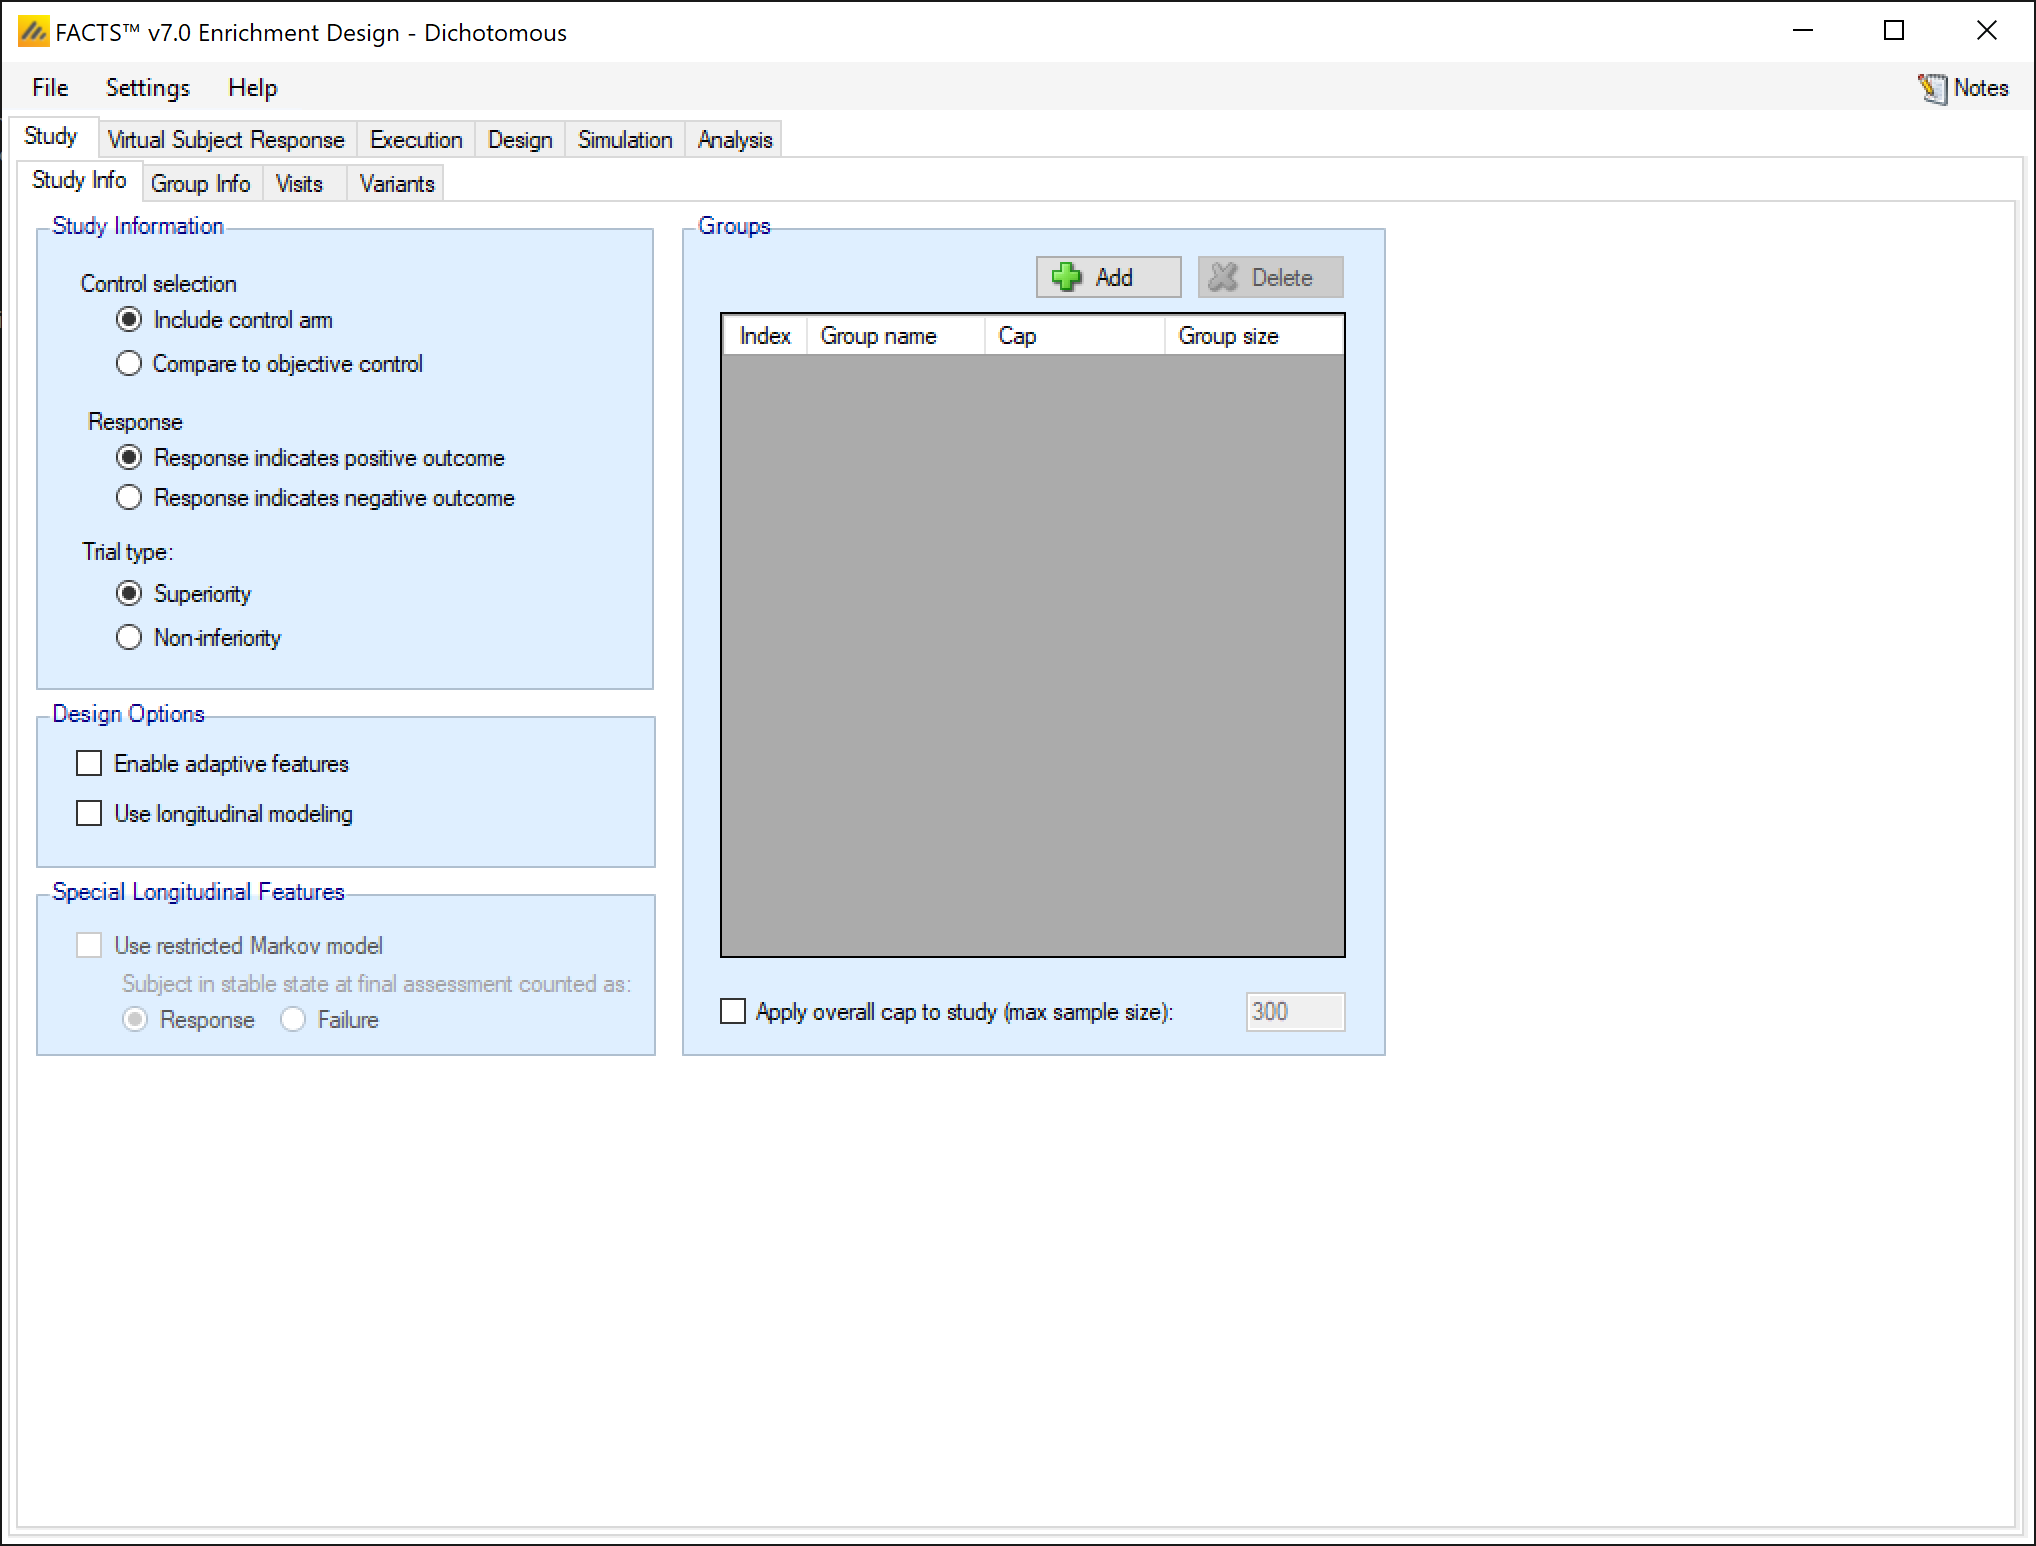 FACTS™ v7.0 Enrichment Design - Dichotomous
File Settings Help Notes
Study Virtual Subject Response Execution Design Simulation Analysis
Study Info Group Info Visits Variants
Study Information
Control selection
Include control arm
Compare to objective control
Response
Response indicates positive outcome
Response indicates negative outcome
Trial type:
Superiority
Non-inferiority
Design Options
Enable adaptive features
Use longitudinal modeling
Special Longitudinal Features
Use restricted Markov model
Subject in stable state at final assessment counted as:
Response Failure
Groups
Add Delete
Index Group name Cap Group size
Apply overall cap to study (max sample size): 300